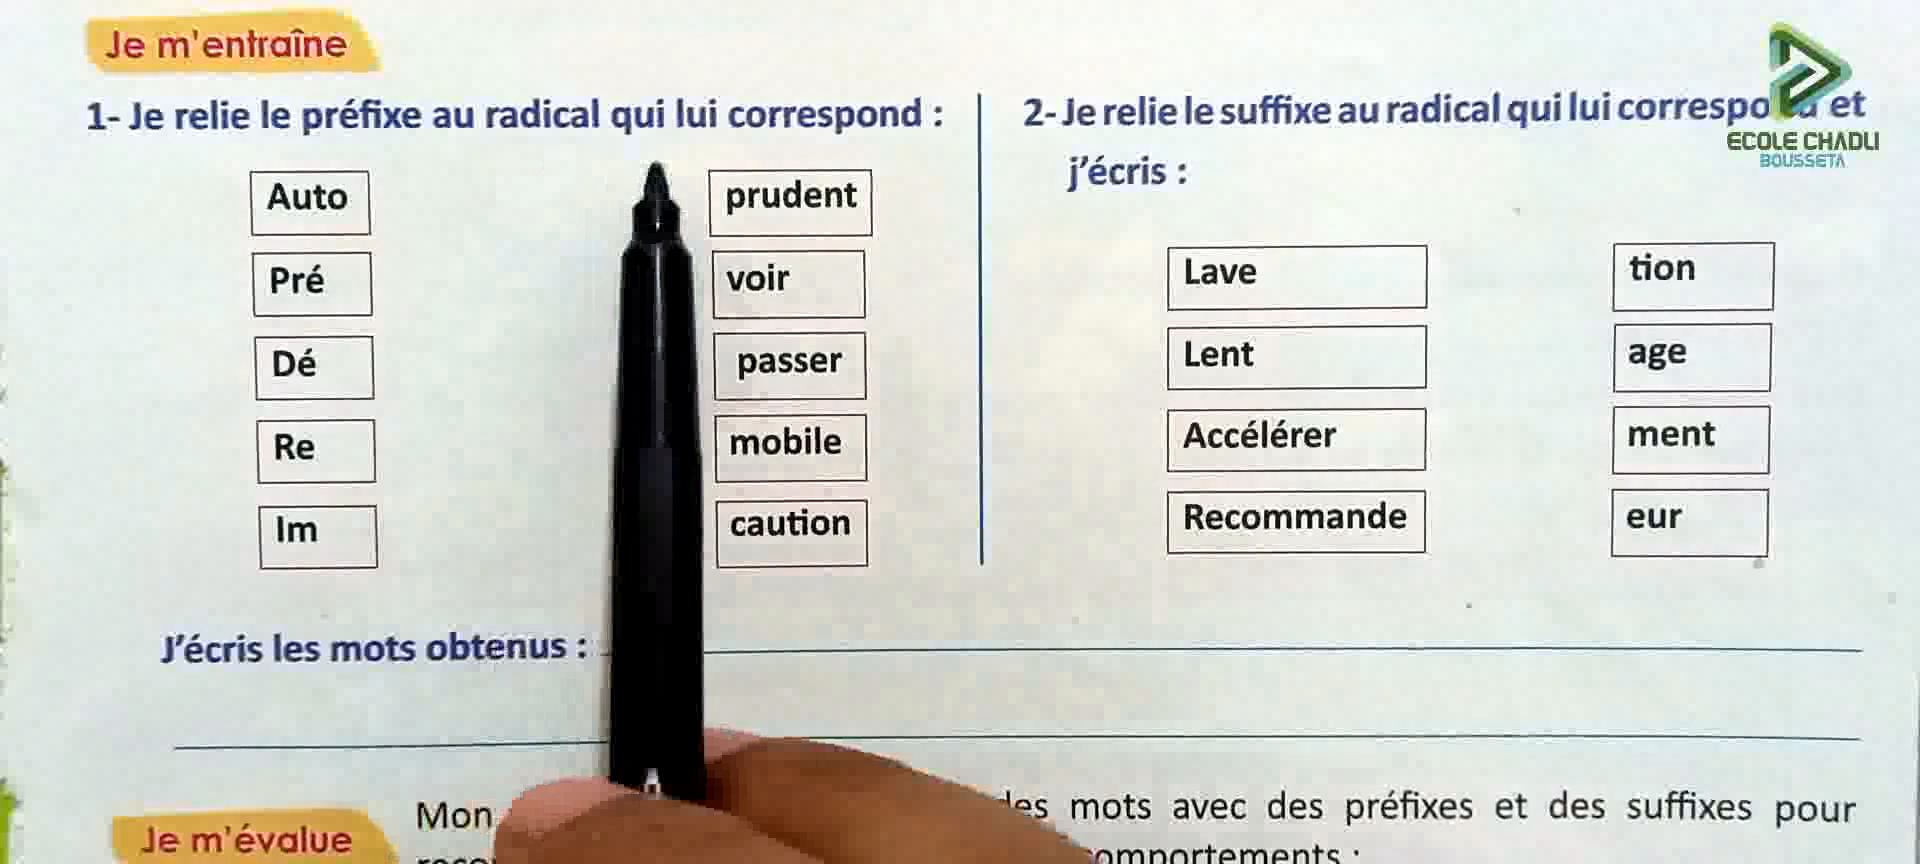 Je m'entraîne
1- Je relie le préfixe au radical qui lui correspond :
Auto
prudent
Pré
voir
Dé
passer
Re
mobile
Im
caution
2- Je relie le suffixe au radical qui lui et
j'écris :
Lave
tion
Lent
age
Accélérer
ment
Recommande
eur
ECOLE CHADLI
BOUSSETA
J'écris les mots obtenus :
Je m'évalue
Mon des mots avec des préfixes et des suffixes pour
comportements :